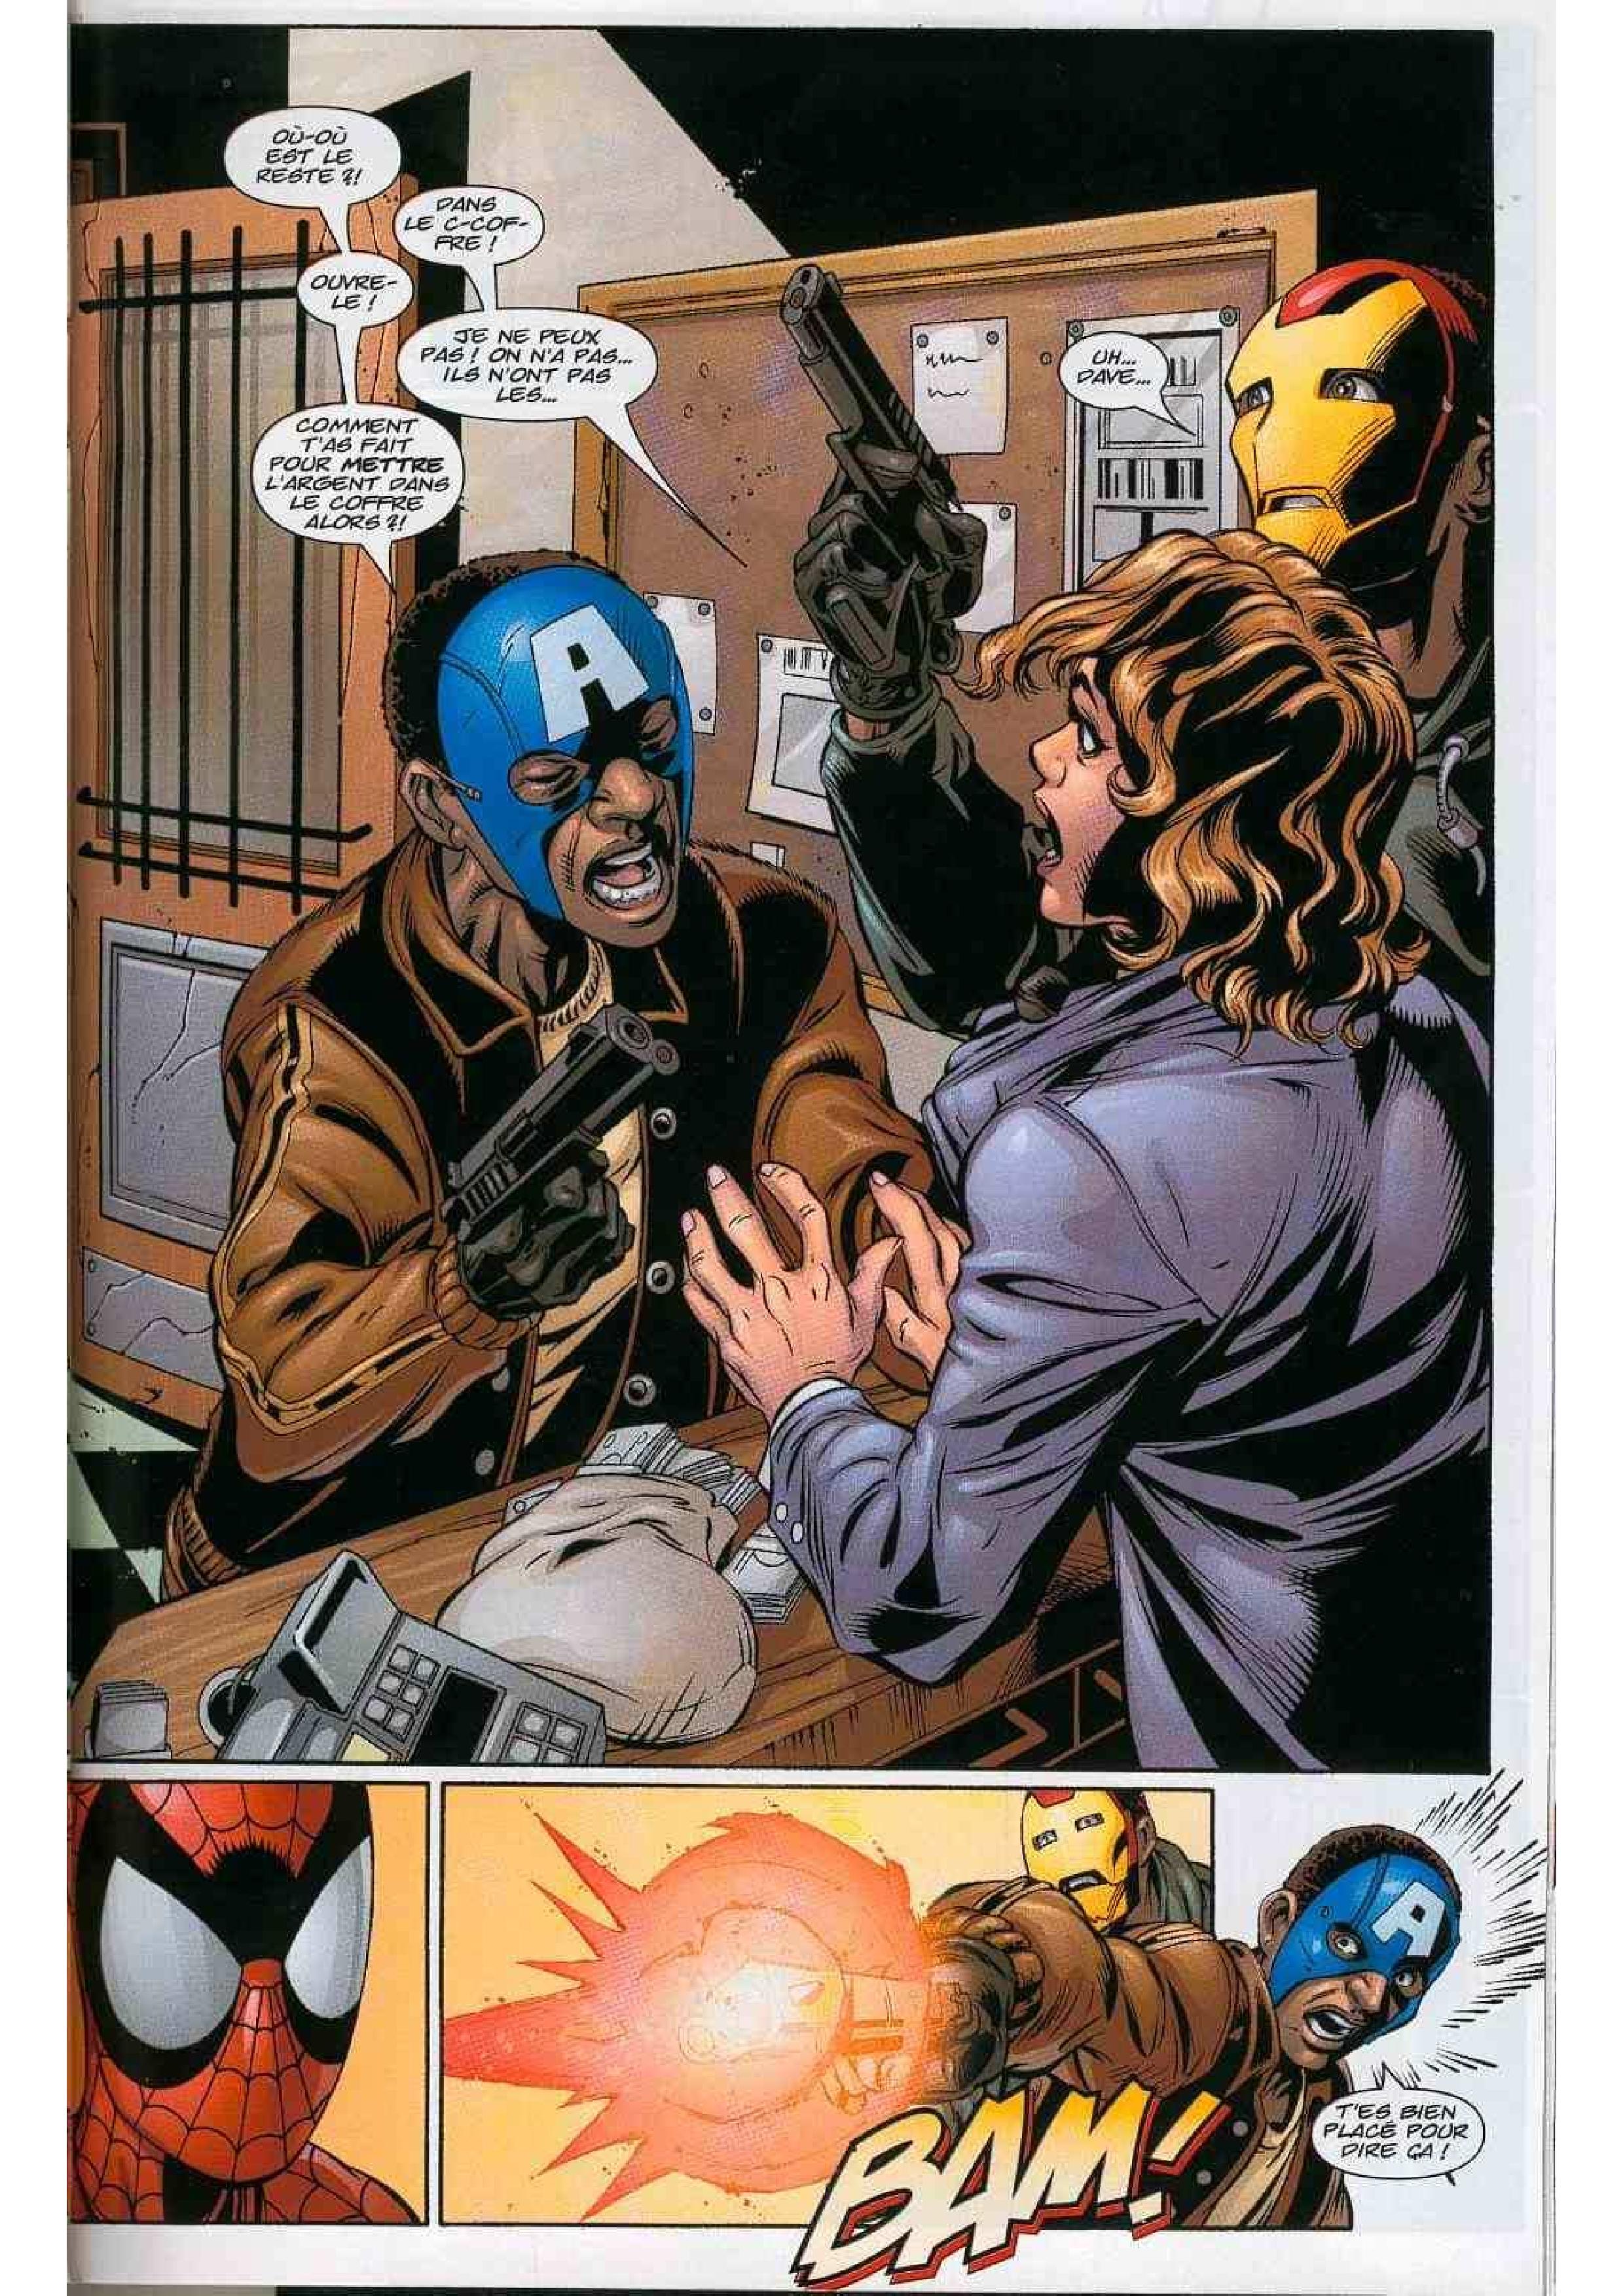 OÙ-OÙ
EST LE
RESTE ?!
DANS
LE C-COF-
FRE !
OUVRE-
LE !
JE NE PEUX
PAS ! ON N'A PAS...
ILS N'ONT PAS
LES...
COMMENT
T'AS FAIT
POUR METTRE
L'ARGENT DANS
LE COFFRE
ALORS ?!
UH...
DAVE...
A
A
BAM!
T'ES BIEN
PLACÉ POUR
DIRE ÇA !